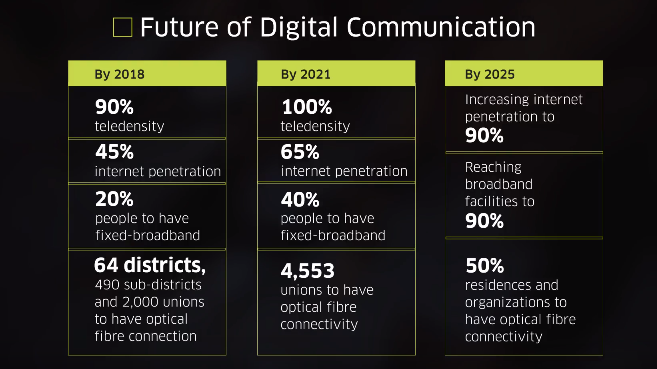 Future of Digital Communication
By 2018
90%
teledensity
45%
internet penetration
20%
people to have
fixed-broadband
64 districts,
490 sub-districts
and 2,000 unions
to have optical
fibre connection
By 2021
100%
teledensity
65%
internet penetration
40%
people to have
fixed-broadband
4,553
unions to have
optical fibre
connectivity
By 2025
Increasing internet
penetration to
90%
Reaching
broadband
facilities to
90%
50%
residences and
organizations to
have optical fibre
connectivity